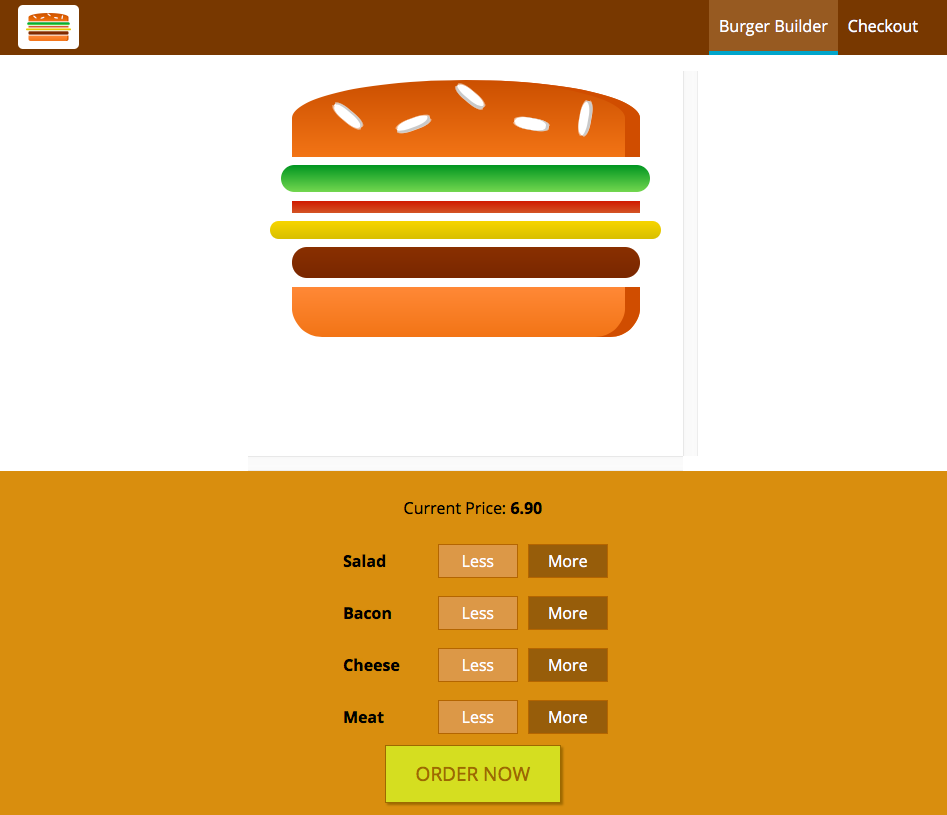 Burger Builder Checkout
Current Price: 6.90
Salad Less More
Bacon Less More
Cheese Less More
Meat Less More
ORDER NOW